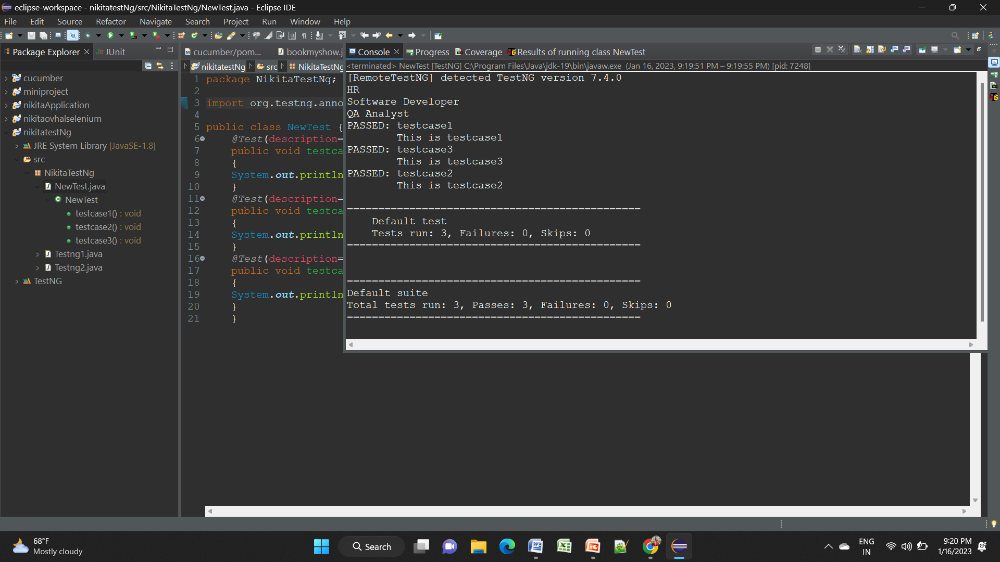 eclipse-workspace - nikitatestNg/src/NikitaTestNg/NewTest.java - Eclipse IDE
File Edit Source Refactor Navigate Search Project Run Window Help
Package Explorer JUnit
cucumber
miniproject
nikitaApplication
nikitaovhalselenium
nikitatestNg
JRE System Library [JavaSE-1.8]
src
NikitaTestNg
NewTest.java
NewTest
testcase1() : void
testcase2() : void
testcase3() : void
Testng1.java
Testng2.java
TestNG
cucumber/pom... bookmyshow.j
nikitatestNg src NikitaTestNg
1 package NikitaTestNg;
2
3 import org.testng.anno
4
5 public class NewTest {
6 @Test(description=
7 public void testca
8 {
9 System.out.println
10 }
11 @Test(description=
12 public void testca
13 {
14 System.out.println
15 }
16 @Test(description=
17 public void testca
18 {
19 System.out.println
20 }
21 }
Console Progress Coverage Results of running class NewTest
<terminated> NewTest [TestNG] C:\Program Files\Java\jdk-19\bin\javaw.exe (Jan 16, 2023, 9:19:51 PM – 9:19:55 PM) [pid: 7248]
[RemoteTestNG] detected TestNG version 7.4.0
HR
Software Developer
QA Analyst
PASSED: testcase1
This is testcase1
PASSED: testcase3
This is testcase3
PASSED: testcase2
This is testcase2
===============================================
Default test
Tests run: 3, Failures: 0, Skips: 0
===============================================
===============================================
Default suite
Total tests run: 3, Passes: 3, Failures: 0, Skips: 0
===============================================
68°F
Mostly cloudy
Search
ENG
IN
9:20 PM
1/16/2023